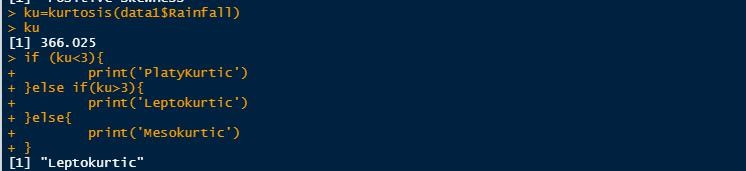 > ku=kurtosis(data1$Rainfall)
> ku
[1] 366.025
> if (ku<3){
+         print('PlatyKurtic')
+ }else if(ku>3){
+         print('Leptokurtic')
+ }else{
+         print('Mesokurtic')
+ }
[1] "Leptokurtic"